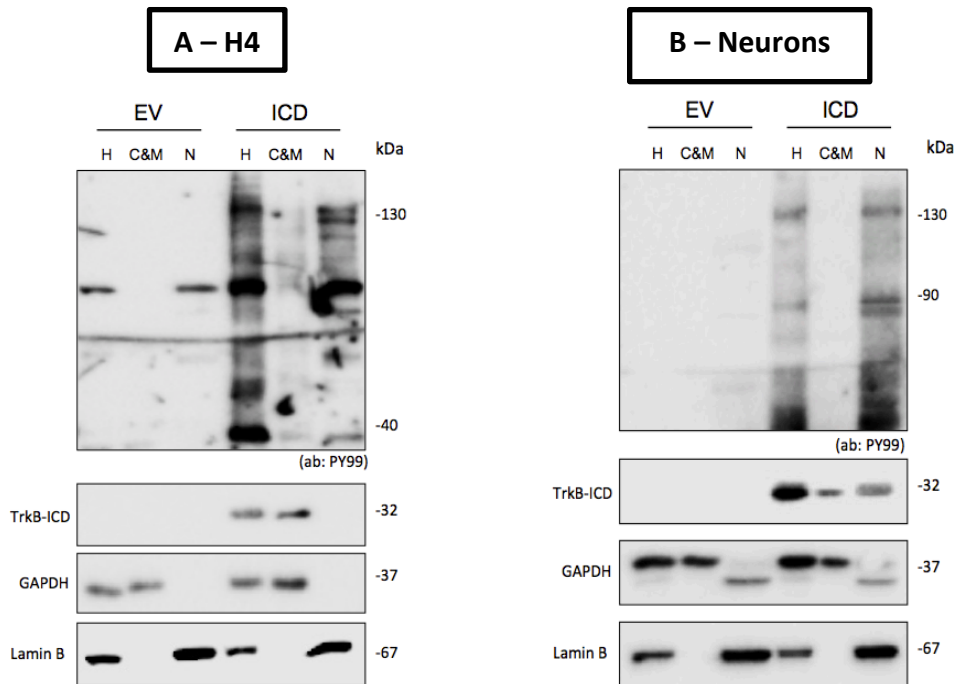 A – H4
EV ICD
H C&M N H C&M N kDa
-130
-40
(ab: PY99)
TrkB-ICD -32
GAPDH -37
Lamin B -67
B – Neurons
EV ICD
H C&M N H C&M N kDa
-130
-90
(ab: PY99)
TrkB-ICD -32
GAPDH -37
Lamin B -67